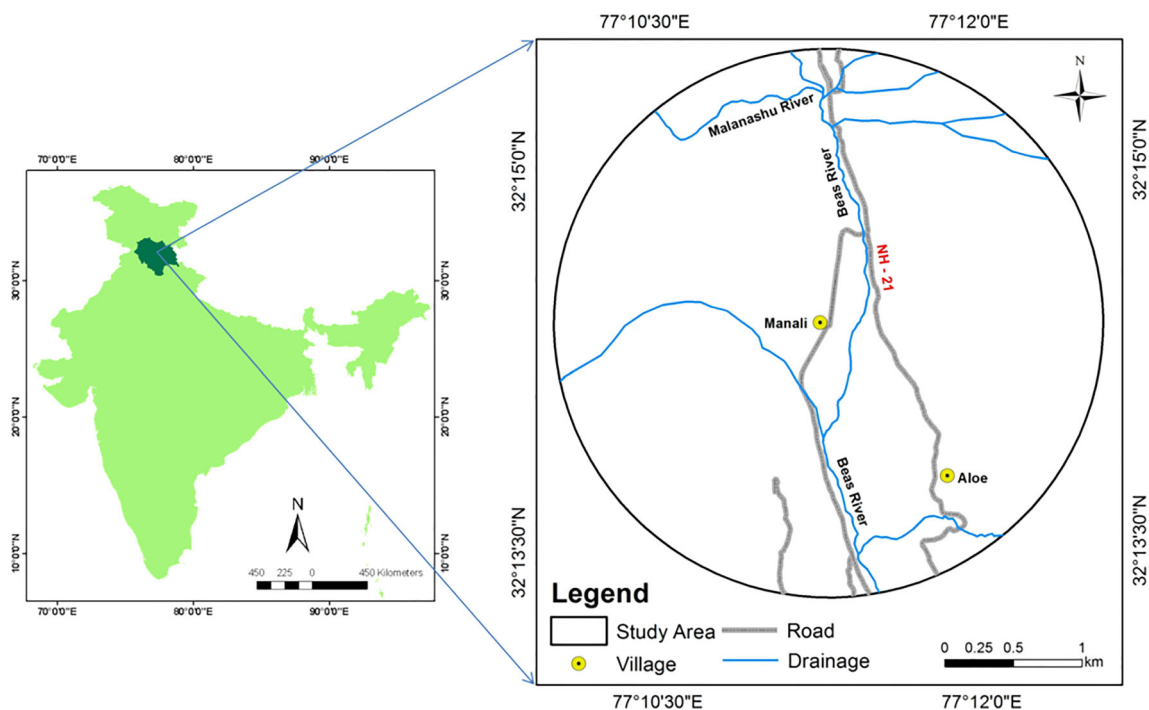 77°10'30"E
77°12'0"E
N
Malanashu River
32°15'0"N
32°15'0"N
Beas River
NH - 21
Manali
Aloe
Beas River
32°13'30"N
32°13'30"N
Legend
Study Area
Road
Village
Drainage
0 0.25 0.5 1
km
77°10'30"E
77°12'0"E
70°0'0"E
80°0'0"E
90°0'0"E
30°0'0"N
30°0'0"N
20°0'0"N
20°0'0"N
10°0'0"N
10°0'0"N
N
450 225 0 450 Kilometers
70°0'0"E
80°0'0"E
90°0'0"E